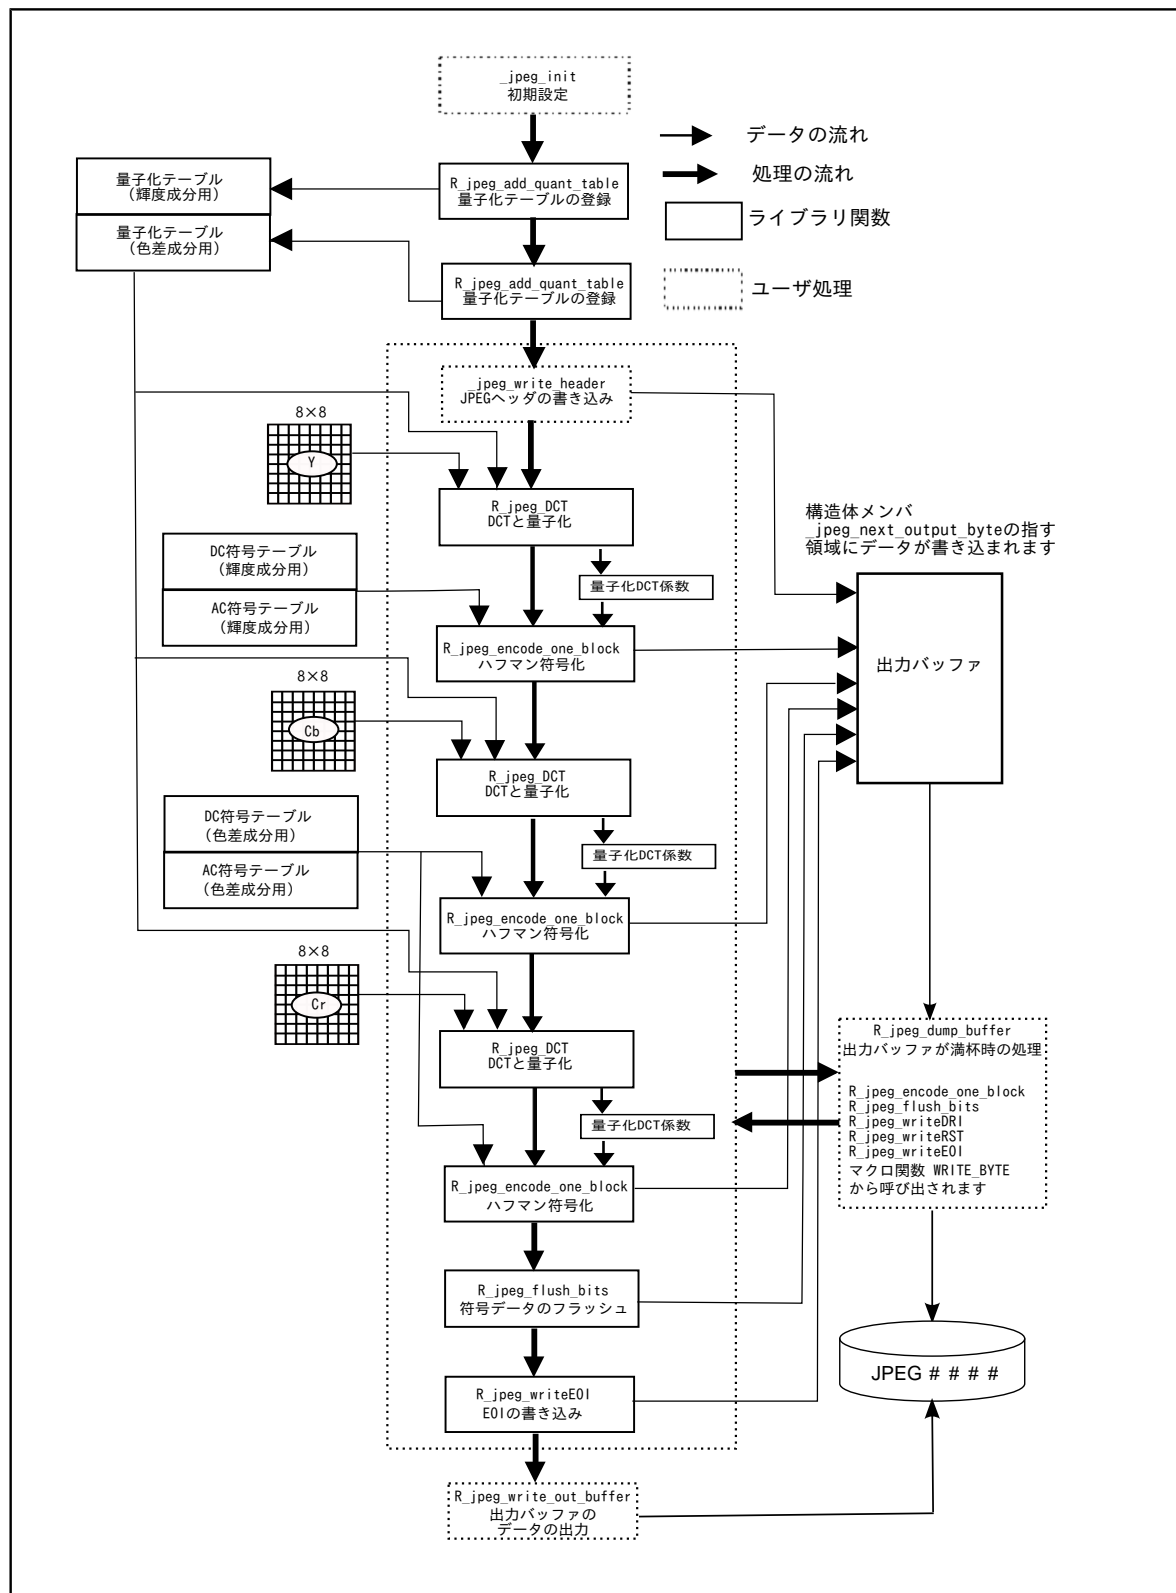 _jpeg_init
初期設定
データの流れ
処理の流れ
ライブラリ関数
ユーザ処理
量子化テーブル
(輝度成分用)
量子化テーブル
(色差成分用)
R_jpeg_add_quant_table
量子化テーブルの登録
R_jpeg_add_quant_table
量子化テーブルの登録
_jpeg_write_header
JPEGヘッダの書き込み
8×8
Y
R_jpeg_DCT
DCTと量子化
構造体メンバ
_jpeg_next_output_byteの指す
領域にデータが書き込まれます
DC符号テーブル
(輝度成分用)
AC符号テーブル
(輝度成分用)
量子化DCT係数
R_jpeg_encode_one_block
ハフマン符号化
出力バッファ
8×8
Cb
R_jpeg_DCT
DCTと量子化
DC符号テーブル
(色差成分用)
AC符号テーブル
(色差成分用)
量子化DCT係数
R_jpeg_encode_one_block
ハフマン符号化
8×8
Cr
R_jpeg_DCT
DCTと量子化
量子化DCT係数
R_jpeg_dump_buffer
出力バッファが満杯時の処理
R_jpeg_encode_one_block
R_jpeg_flush_bits
R_jpeg_writeDRI
R_jpeg_writeRST
R_jpeg_writeEOI
マクロ関数 WRITE_BYTE
から呼び出されます
R_jpeg_encode_one_block
ハフマン符号化
R_jpeg_flush_bits
符号データのフラッシュ
JPEG # # # #
R_jpeg_writeEOI
EOIの書き込み
R_jpeg_write_out_buffer
出力バッファの
データの出力